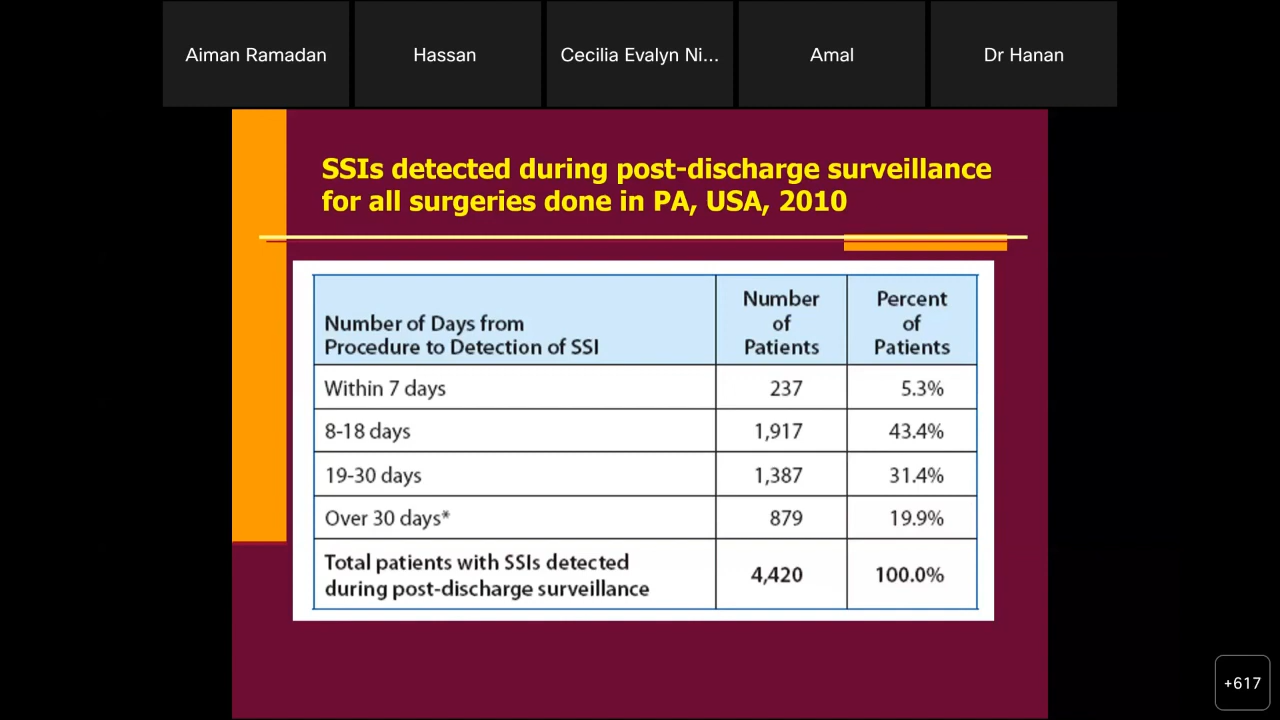 Aiman Ramadan
Hassan
Cecilia Evalyn Ni...
Amal
Dr Hanan
SSIs detected during post-discharge surveillance
for all surgeries done in PA, USA, 2010
Number of Days from
Procedure to Detection of SSI
Number
of
Patients
Percent
of
Patients
Within 7 days 237 5.3%
8-18 days 1,917 43.4%
19-30 days 1,387 31.4%
Over 30 days* 879 19.9%
Total patients with SSIs detected
during post-discharge surveillance
4,420 100.0%
+617